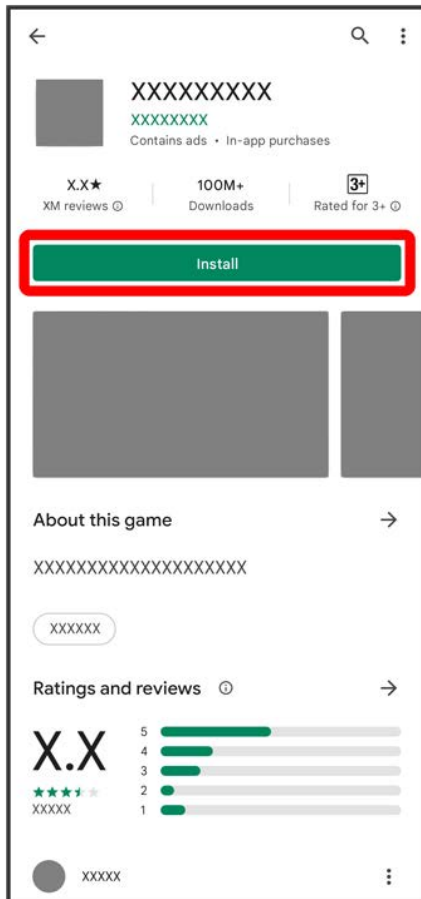 XXXXXXXXX
XXXXXXXX
Contains ads • In-app purchases
X.X★ 100M+ 3+
XM reviews Downloads Rated for 3+
Install
About this game
XXXXXXXXXXXXXXXXXXXX
XXXXXX
Ratings and reviews
X.X
XXXXX
5
4
3
2
1
XXXXX